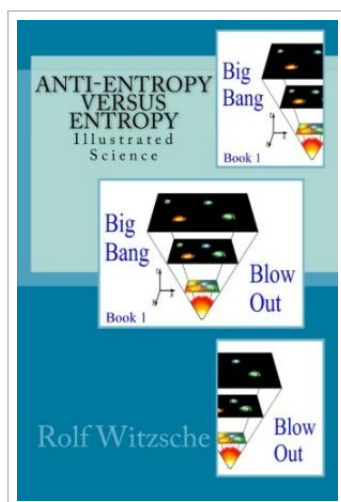 ANTI-ENTROPY
VERSUS
ENTROPY
Illustrated
Science
Big
Bang
Book 1
Big
Bang
Blow
Out
Book 1
Blow
Out
Rolf Witzsche